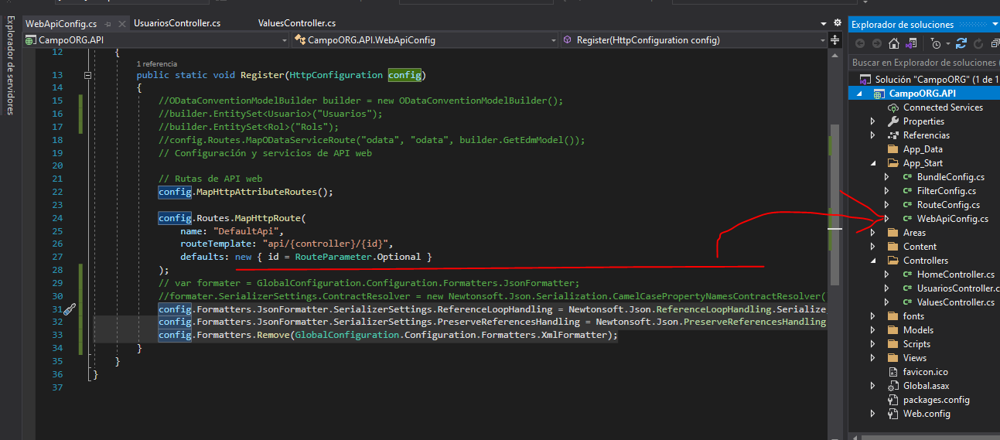 WebApiConfig.cs
UsuariosController.cs
ValuesController.cs
Explorador de servidores
CampoORG.API
CampoORG.API.WebApiConfig
Register(HttpConfiguration config)
12 {
1 referencia
13 public static void Register(HttpConfiguration config)
14 {
15 //ODataConventionModelBuilder builder = new ODataConventionModelBuilder();
16 //builder.EntitySet<Usuario>("Usuarios");
17 //builder.EntitySet<Rol>("Rols");
18 //config.Routes.MapODataServiceRoute("odata", "odata", builder.GetEdmModel());
19 // Configuración y servicios de API web
20
21 // Rutas de API web
22 config.MapHttpAttributeRoutes();
23
24 config.Routes.MapHttpRoute(
25 name: "DefaultApi",
26 routeTemplate: "api/{controller}/{id}",
27 defaults: new { id = RouteParameter.Optional }
28 );
29 // var formater = GlobalConfiguration.Configuration.Formatters.JsonFormatter;
30 //formater.SerializerSettings.ContractResolver = new Newtonsoft.Json.Serialization.CamelCasePropertyNamesContractResolver(
31 config.Formatters.JsonFormatter.SerializerSettings.ReferenceLoopHandling = Newtonsoft.Json.ReferenceLoopHandling.Serialize
32 config.Formatters.JsonFormatter.SerializerSettings.PreserveReferencesHandling = Newtonsoft.Json.PreserveReferencesHandling
33 config.Formatters.Remove(GlobalConfiguration.Configuration.Formatters.XmlFormatter);
34 }
35 }
36 }
37
Explorador de soluciones
Buscar en Explorador de soluciones
Solución "CampoORG" (1 de 1
CampoORG.API
Connected Services
Properties
Referencias
App_Data
App_Start
BundleConfig.cs
FilterConfig.cs
RouteConfig.cs
WebApiConfig.cs
Areas
Content
Controllers
HomeController.cs
UsuariosController.c
ValuesController.cs
fonts
Models
Scripts
Views
favicon.ico
Global.asax
packages.config
Web.config